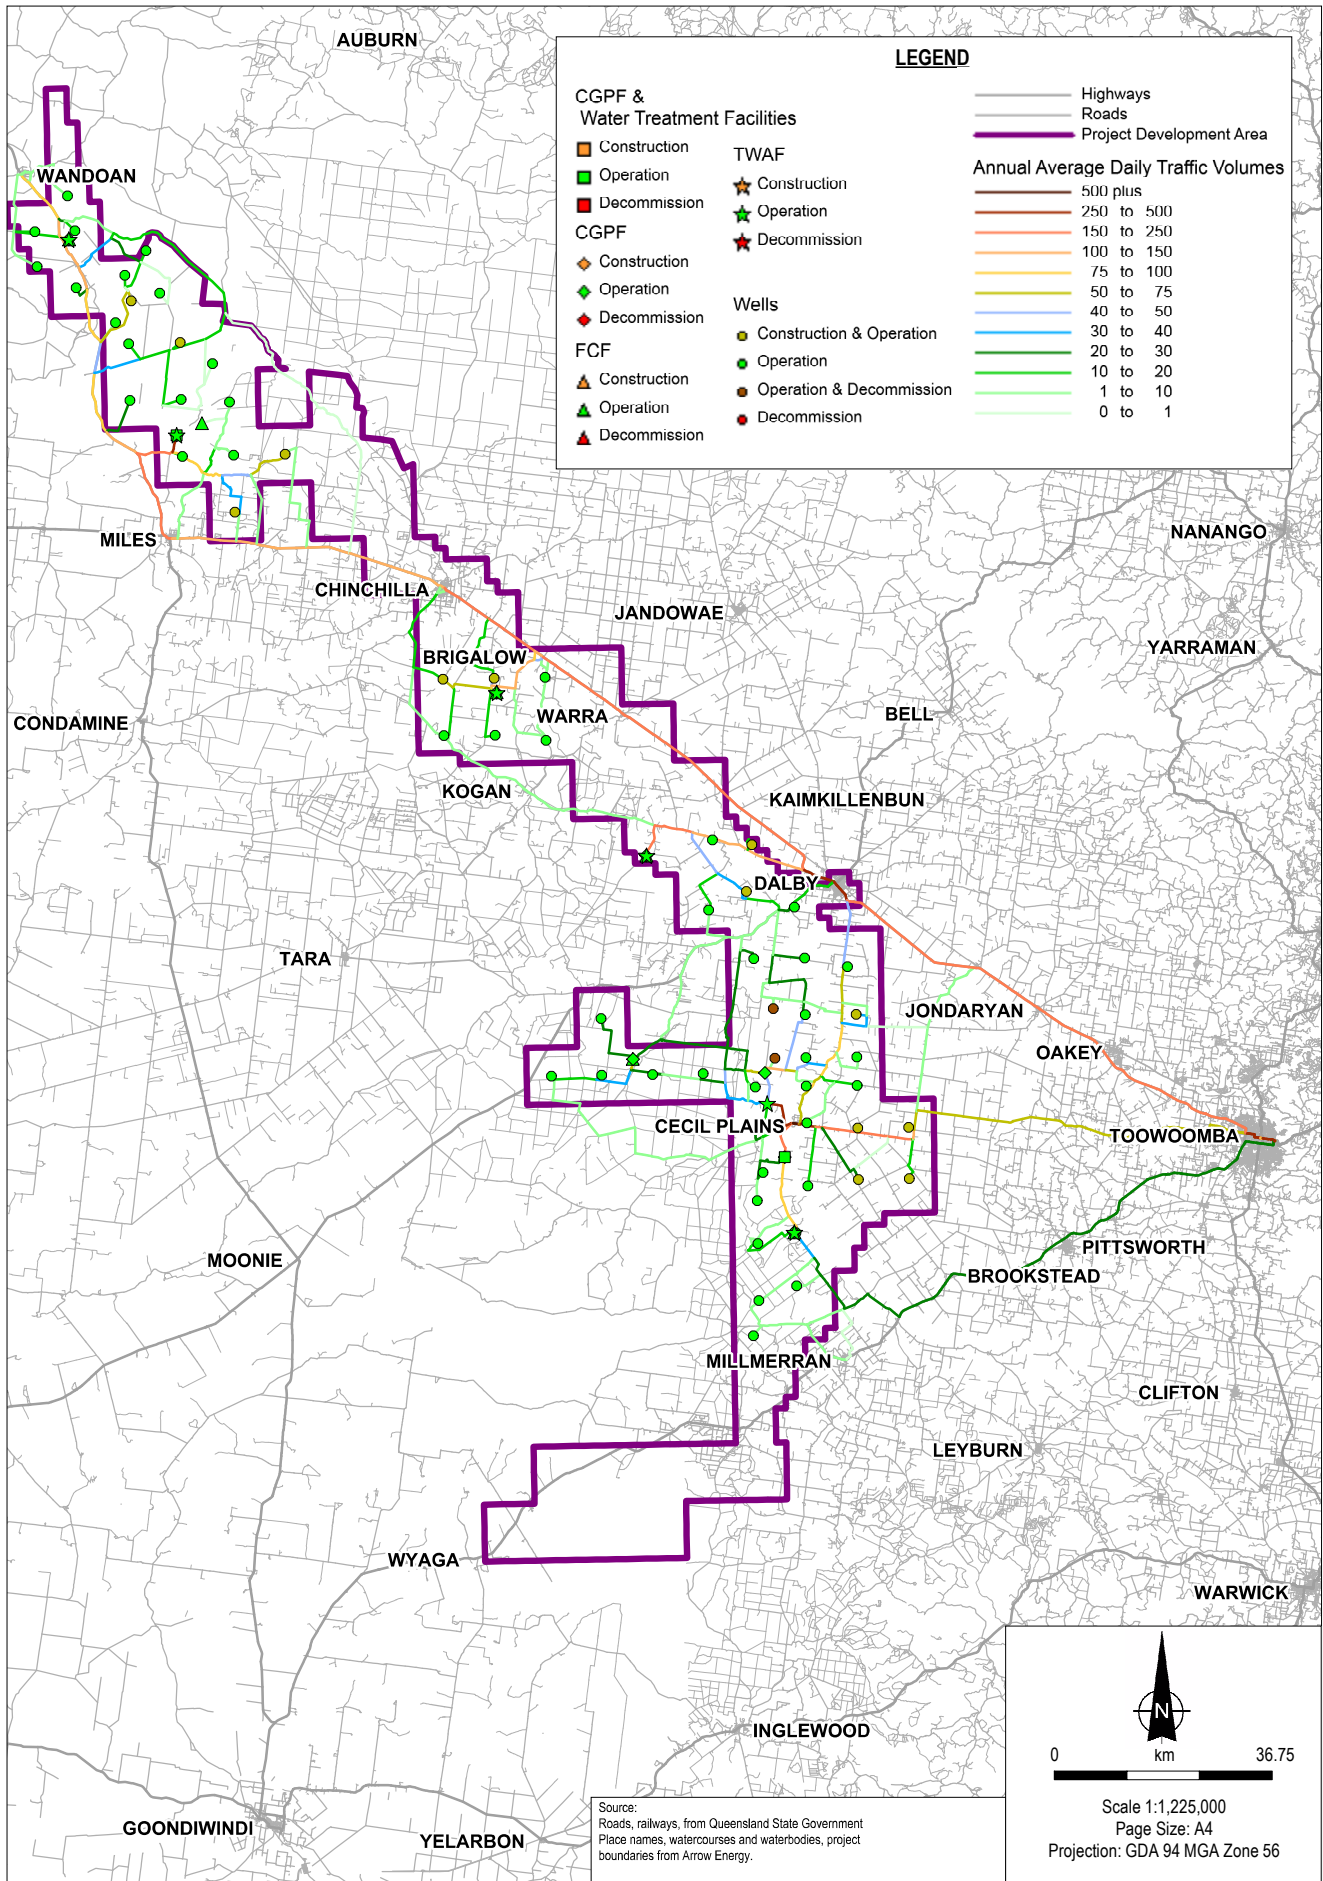 AUBURN
LEGEND
CGPF &
Water Treatment Facilities
Construction
Operation
Decommission
CGPF
Construction
Operation
Decommission
FCF
Construction
Operation
Decommission
TWAF
Construction
Operation
Decommission
Wells
Construction & Operation
Operation
Operation & Decommission
Decommission
Highways
Roads
Project Development Area
Annual Average Daily Traffic Volumes
500 plus
250 to 500
150 to 250
100 to 150
75 to 100
50 to 75
40 to 50
30 to 40
20 to 30
10 to 20
1 to 10
0 to 1
WANDOAN
NANANGO
MILES
CHINCHILLA
JANDOWAE
YARRAMAN
BRIGALOW
CONDAMINE
WARRA
BELL
KOGAN
KAIMKILLENBUN
DALBY
TARA
JONDARYAN
OAKEY
CECIL PLAINS
TOOWOOMBA
MOONIE
PITTSWORTH
BROOKSTEAD
MILLMERRAN
CLIFTON
LEYBURN
WYAGA
WARWICK
INGLEWOOD
GOONDIWINDI
YELARBON
Source:
Roads, railways, from Queensland State Government
Place names, watercourses and waterbodies, project
boundaries from Arrow Energy.
N
0 km 36.75
Scale 1:1,225,000
Page Size: A4
Projection: GDA 94 MGA Zone 56